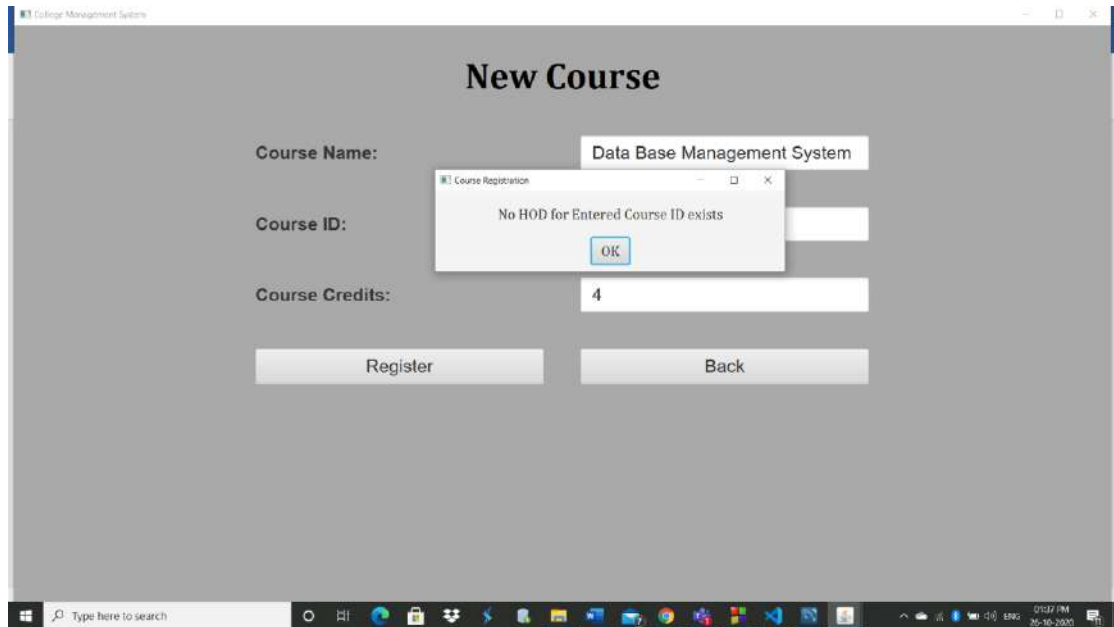 College Management System
New Course
Course Name:
Data Base Management System
Course Registration
No HOD for Entered Course ID exists
OK
Course ID:
Course Credits:
4
Register
Back
Type here to search
ENG
01:37 PM
26-10-2020